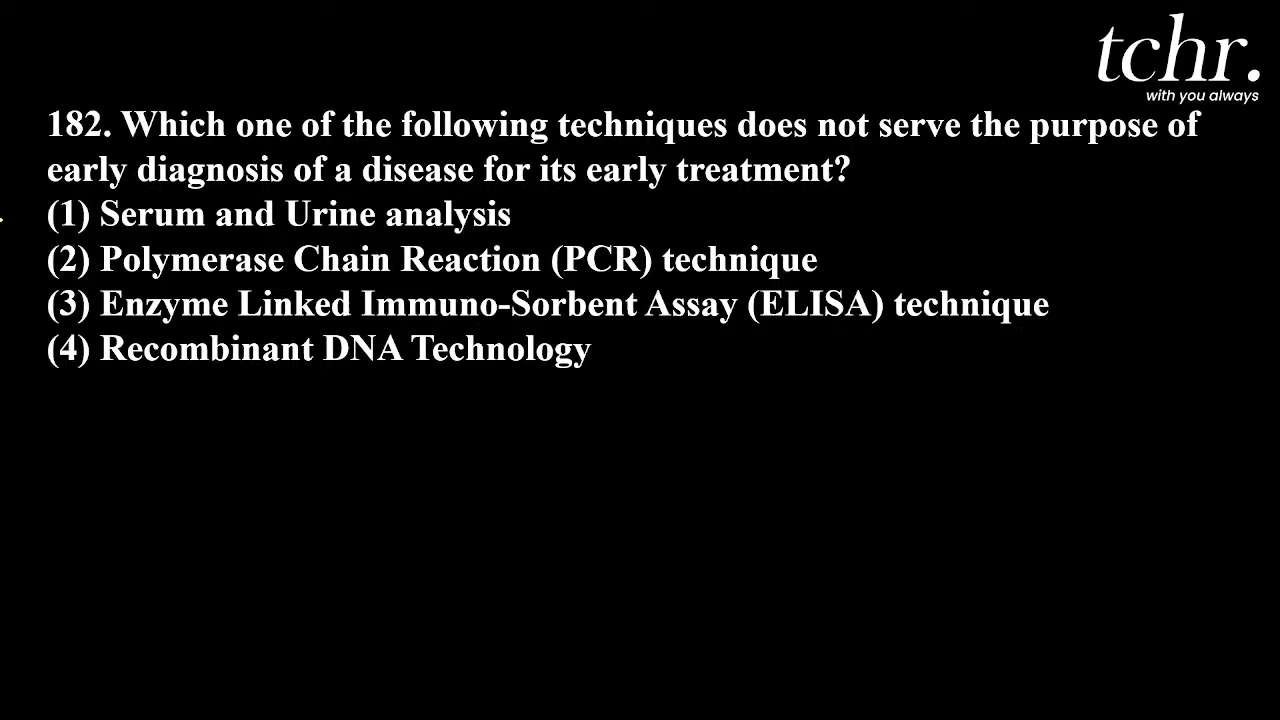 tchr.
with you always
182. Which one of the following techniques does not serve the purpose of
early diagnosis of a disease for its early treatment?
(1) Serum and Urine analysis
(2) Polymerase Chain Reaction (PCR) technique
(3) Enzyme Linked Immuno-Sorbent Assay (ELISA) technique
(4) Recombinant DNA Technology